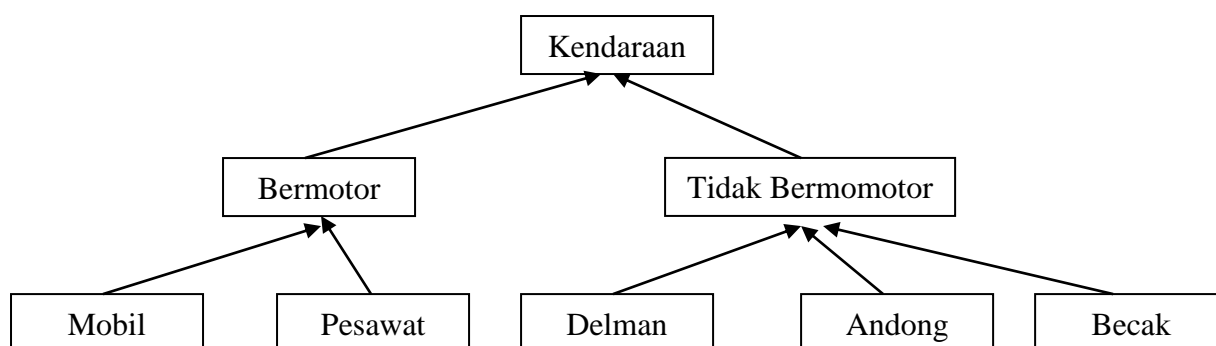 Kendaraan
Bermotor
Tidak Bermomotor
Mobil
Pesawat
Delman
Andong
Becak